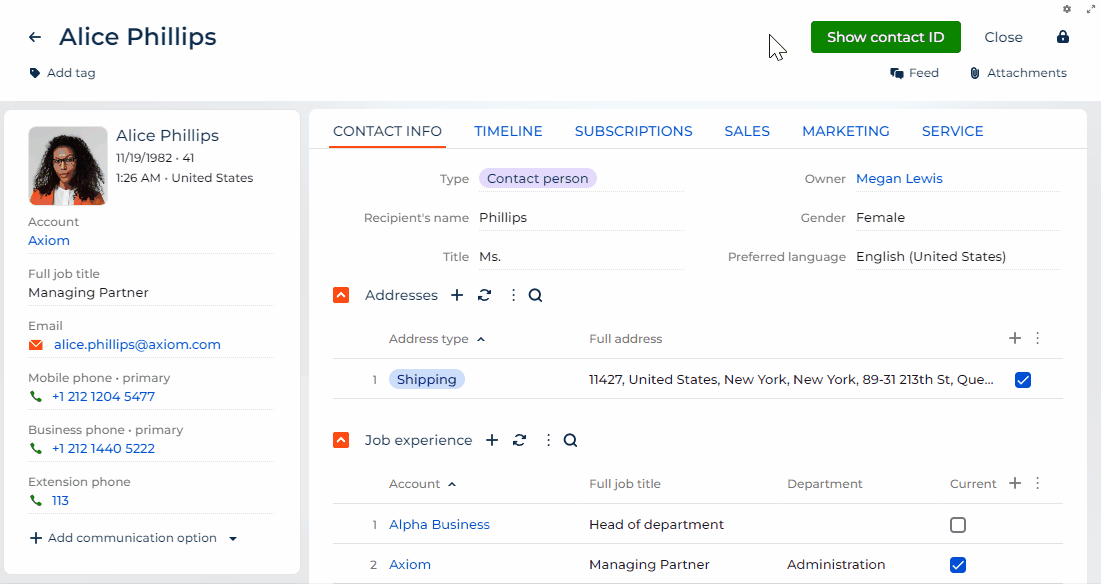 Alice Phillips
Show contact ID
Close
Add tag
Feed
Attachments
Alice Phillips
11/19/1982 • 41
1:26 AM • United States
Account
Axiom
Full job title
Managing Partner
Email
alice.phillips@axiom.com
Mobile phone • primary
+1 212 1204 5477
Business phone • primary
+1 212 1440 5222
Extension phone
113
Add communication option
CONTACT INFO TIMELINE SUBSCRIPTIONS SALES MARKETING SERVICE
Type Contact person Owner Megan Lewis
Recipient's name Phillips Gender Female
Title Ms. Preferred language English (United States)
Addresses
Address type Full address
1 Shipping 11427, United States, New York, New York, 89-31 213th St, Que...
Job experience
Account Full job title Department Current
1 Alpha Business Head of department
2 Axiom Managing Partner Administration